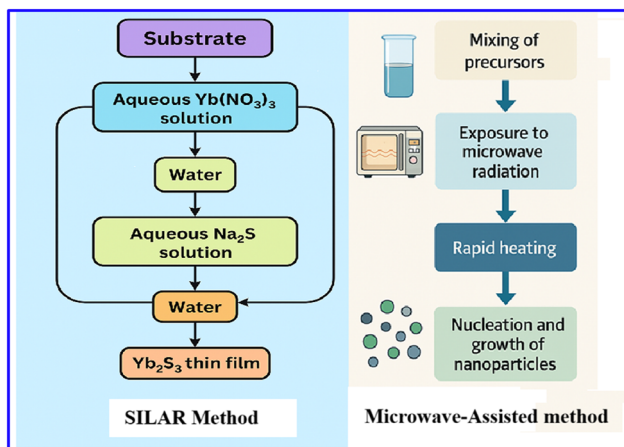 Substrate
Aqueous Yb(NO₃)₃
solution
Water
Aqueous Na₂S
solution
Water
Yb₂S₃ thin film
SILAR Method
Mixing of
precursors
Exposure to
microwave
radiation
Rapid heating
Nucleation and
growth of
nanoparticles
Microwave-Assisted method